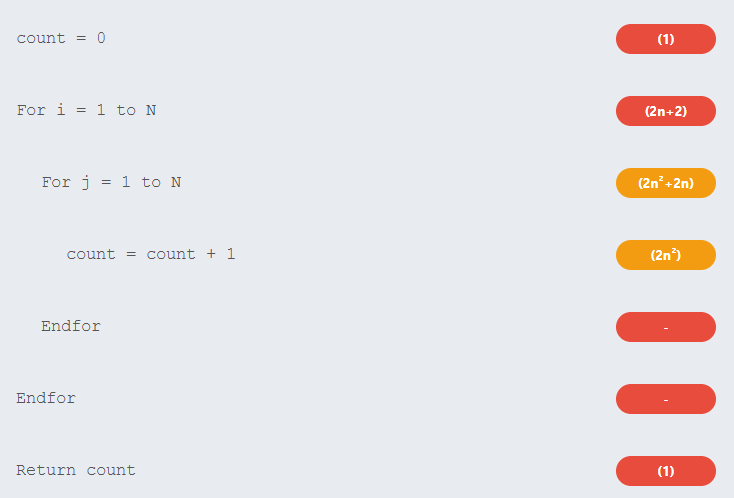 count = 0 (1)
For i = 1 to N (2n+2)
For j = 1 to N (2n²+2n)
count = count + 1 (2n²)
Endfor -
Endfor -
Return count (1)